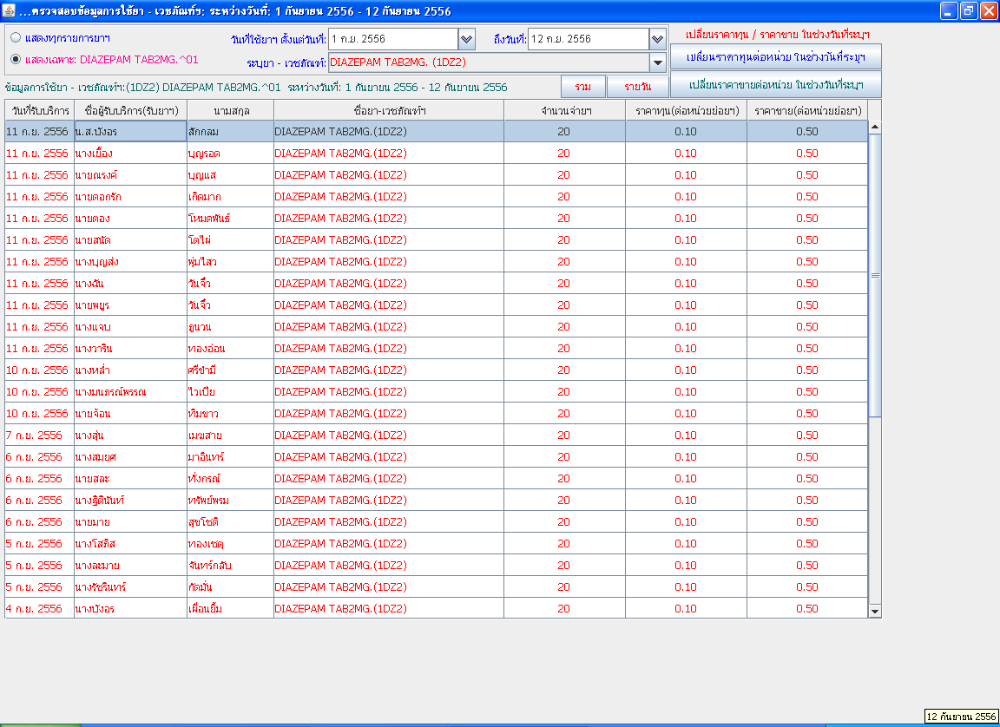 ...ตรวจสอบข้อมูลการใช้ยา - เวชภัณฑ์ฯ: ระหว่างวันที่: 1 กันยายน 2556 - 12 กันยายน 2556
แสดงทุกรายการยาฯ วันที่ใช้ยาฯ ตั้งแต่วันที่: 1 ก.ย. 2556 ถึงวันที่: 12 ก.ย. 2556 เปลี่ยนราคาทุน / ราคาขาย ในช่วงวันที่ระบุฯ
แสดงเฉพาะ: DIAZEPAM TAB2MG.^01 ระบุยา - เวชภัณฑ์: DIAZEPAM TAB2MG. (1DZ2) เปลี่ยนราคาทุนต่อหน่วย ในช่วงวันที่ระบุฯ
ข้อมูลการใช้ยา - เวชภัณฑ์ฯ:(1DZ2) DIAZEPAM TAB2MG.^01 ระหว่างวันที่: 1 กันยายน 2556 - 12 กันยายน 2556 รวม รายวัน เปลี่ยนราคาขายต่อหน่วย ในช่วงวันที่ระบุฯ
วันที่รับบริการ ชื่อผู้รับบริการ(รับยาฯ) นามสกุล ชื่อยา-เวชภัณฑ์ฯ จำนวนจ่ายฯ ราคาทุน(ต่อหน่วยย่อยฯ) ราคาขาย(ต่อหน่วยย่อยฯ)
11 ก.ย. 2556 น.ส.บังอร สักกลม DIAZEPAM TAB2MG.(1DZ2) 20 0.10 0.50
11 ก.ย. 2556 นางเยื้อง บุญรอด DIAZEPAM TAB2MG.(1DZ2) 20 0.10 0.50
11 ก.ย. 2556 นายณรงค์ บุญแส DIAZEPAM TAB2MG.(1DZ2) 20 0.10 0.50
11 ก.ย. 2556 นายดอกรัก เกิดมาก DIAZEPAM TAB2MG.(1DZ2) 20 0.10 0.50
11 ก.ย. 2556 นายตอง โหมดพันธ์ DIAZEPAM TAB2MG.(1DZ2) 20 0.10 0.50
11 ก.ย. 2556 นายสนัด โตไผ่ DIAZEPAM TAB2MG.(1DZ2) 20 0.10 0.50
11 ก.ย. 2556 นางบุญส่ง พุ่มไสว DIAZEPAM TAB2MG.(1DZ2) 20 0.10 0.50
11 ก.ย. 2556 นางฉัน วันจิ๋ว DIAZEPAM TAB2MG.(1DZ2) 20 0.10 0.50
11 ก.ย. 2556 นายพยูร วันจิ๋ว DIAZEPAM TAB2MG.(1DZ2) 20 0.10 0.50
11 ก.ย. 2556 นางแจบ ภูนวน DIAZEPAM TAB2MG.(1DZ2) 20 0.10 0.50
11 ก.ย. 2556 นางวาริน ทองอ่อน DIAZEPAM TAB2MG.(1DZ2) 20 0.10 0.50
10 ก.ย. 2556 นางหล่ำ ศรีขำมี DIAZEPAM TAB2MG.(1DZ2) 20 0.10 0.50
10 ก.ย. 2556 นางมนภรณ์พรรณ ไวเปีย DIAZEPAM TAB2MG.(1DZ2) 20 0.10 0.50
10 ก.ย. 2556 นายจ้อน ทิมขาว DIAZEPAM TAB2MG.(1DZ2) 20 0.10 0.50
7 ก.ย. 2556 นางสุ่น เมฆสาย DIAZEPAM TAB2MG.(1DZ2) 20 0.10 0.50
6 ก.ย. 2556 นางสมยศ มาอินทร์ DIAZEPAM TAB2MG.(1DZ2) 20 0.10 0.50
6 ก.ย. 2556 นายสละ ทั่งกรณ์ DIAZEPAM TAB2MG.(1DZ2) 20 0.10 0.50
6 ก.ย. 2556 นางฐิตินันท์ ทรัพย์พรม DIAZEPAM TAB2MG.(1DZ2) 20 0.10 0.50
6 ก.ย. 2556 นายมาย สุขโชติ DIAZEPAM TAB2MG.(1DZ2) 20 0.10 0.50
5 ก.ย. 2556 นางโสภิส ทองเชตุ DIAZEPAM TAB2MG.(1DZ2) 20 0.10 0.50
5 ก.ย. 2556 นางละมาย จันทร์กลับ DIAZEPAM TAB2MG.(1DZ2) 20 0.10 0.50
5 ก.ย. 2556 นางรัชรินทร์ กัดมั่น DIAZEPAM TAB2MG.(1DZ2) 20 0.10 0.50
4 ก.ย. 2556 นางบังอร เผื่อนยิ้ม DIAZEPAM TAB2MG.(1DZ2) 20 0.10 0.50
12 กันยายน 2556